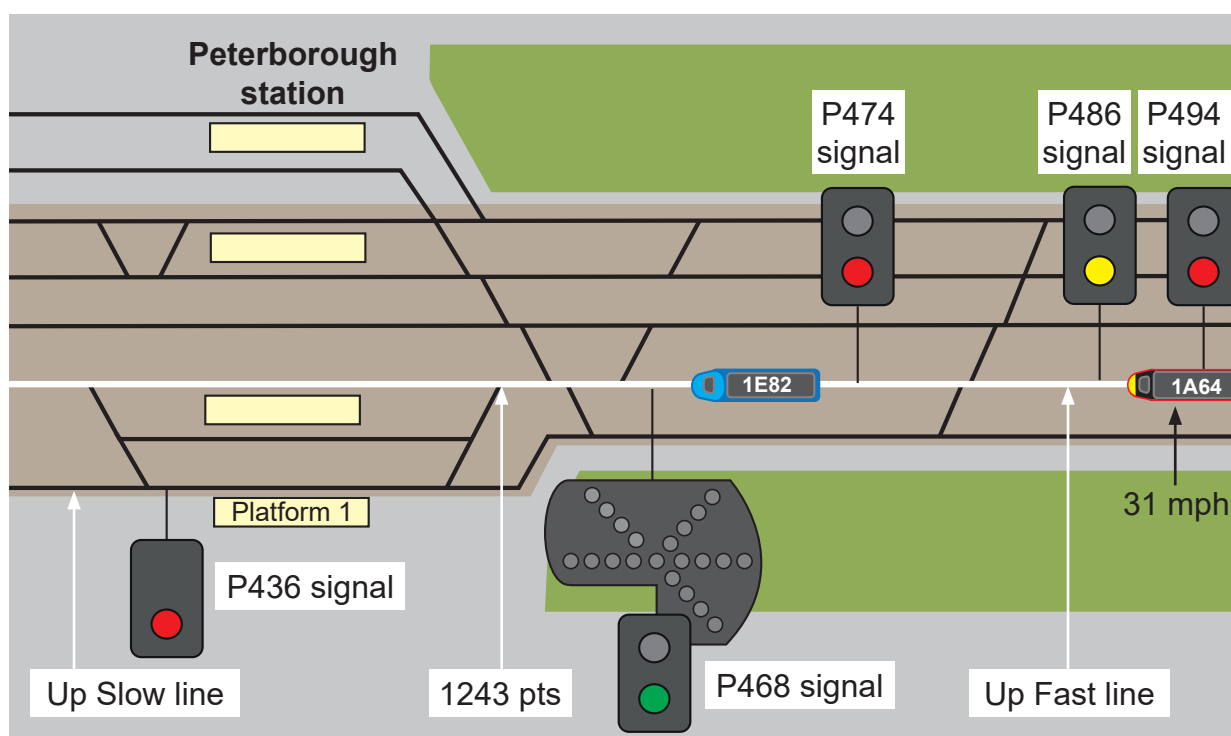 Peterborough
station
P474
signal
P486
signal
P494
signal
1E82
1A64
31 mph
Platform 1
P436 signal
Up Slow line
1243 pts
P468 signal
Up Fast line